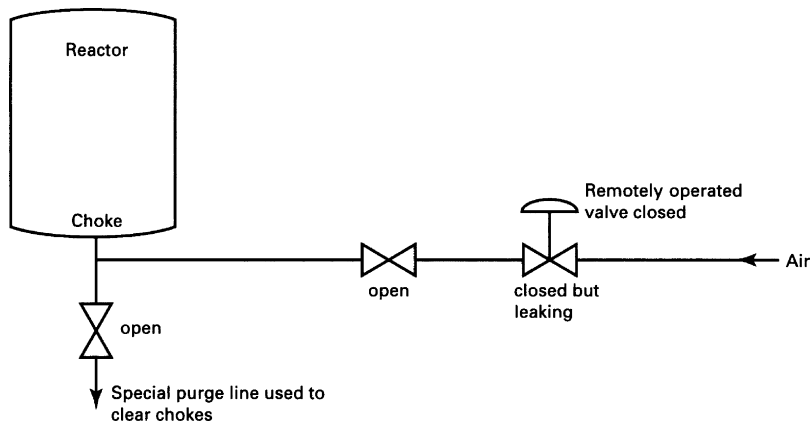 Reactor
Choke
Remotely operated
valve closed
Air
open
closed but
leaking
open
Special purge line used to
clear chokes